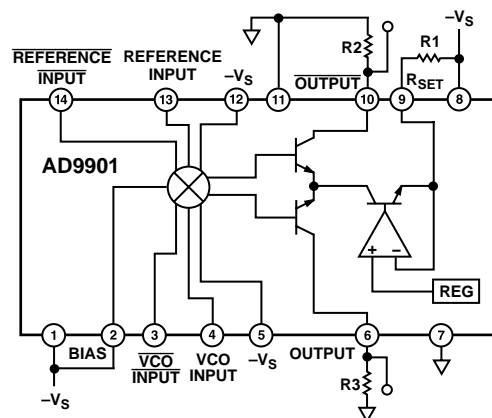 –VS
R2
R1
REFERENCE INPUT
REFERENCE INPUT
–VS
OUTPUT
RSET
14
13
12
11
10
9
8
AD9901
+
–
REG
1
2
3
4
5
6
7
BIAS
VCO INPUT
VCO INPUT
–VS
OUTPUT
–VS
R3